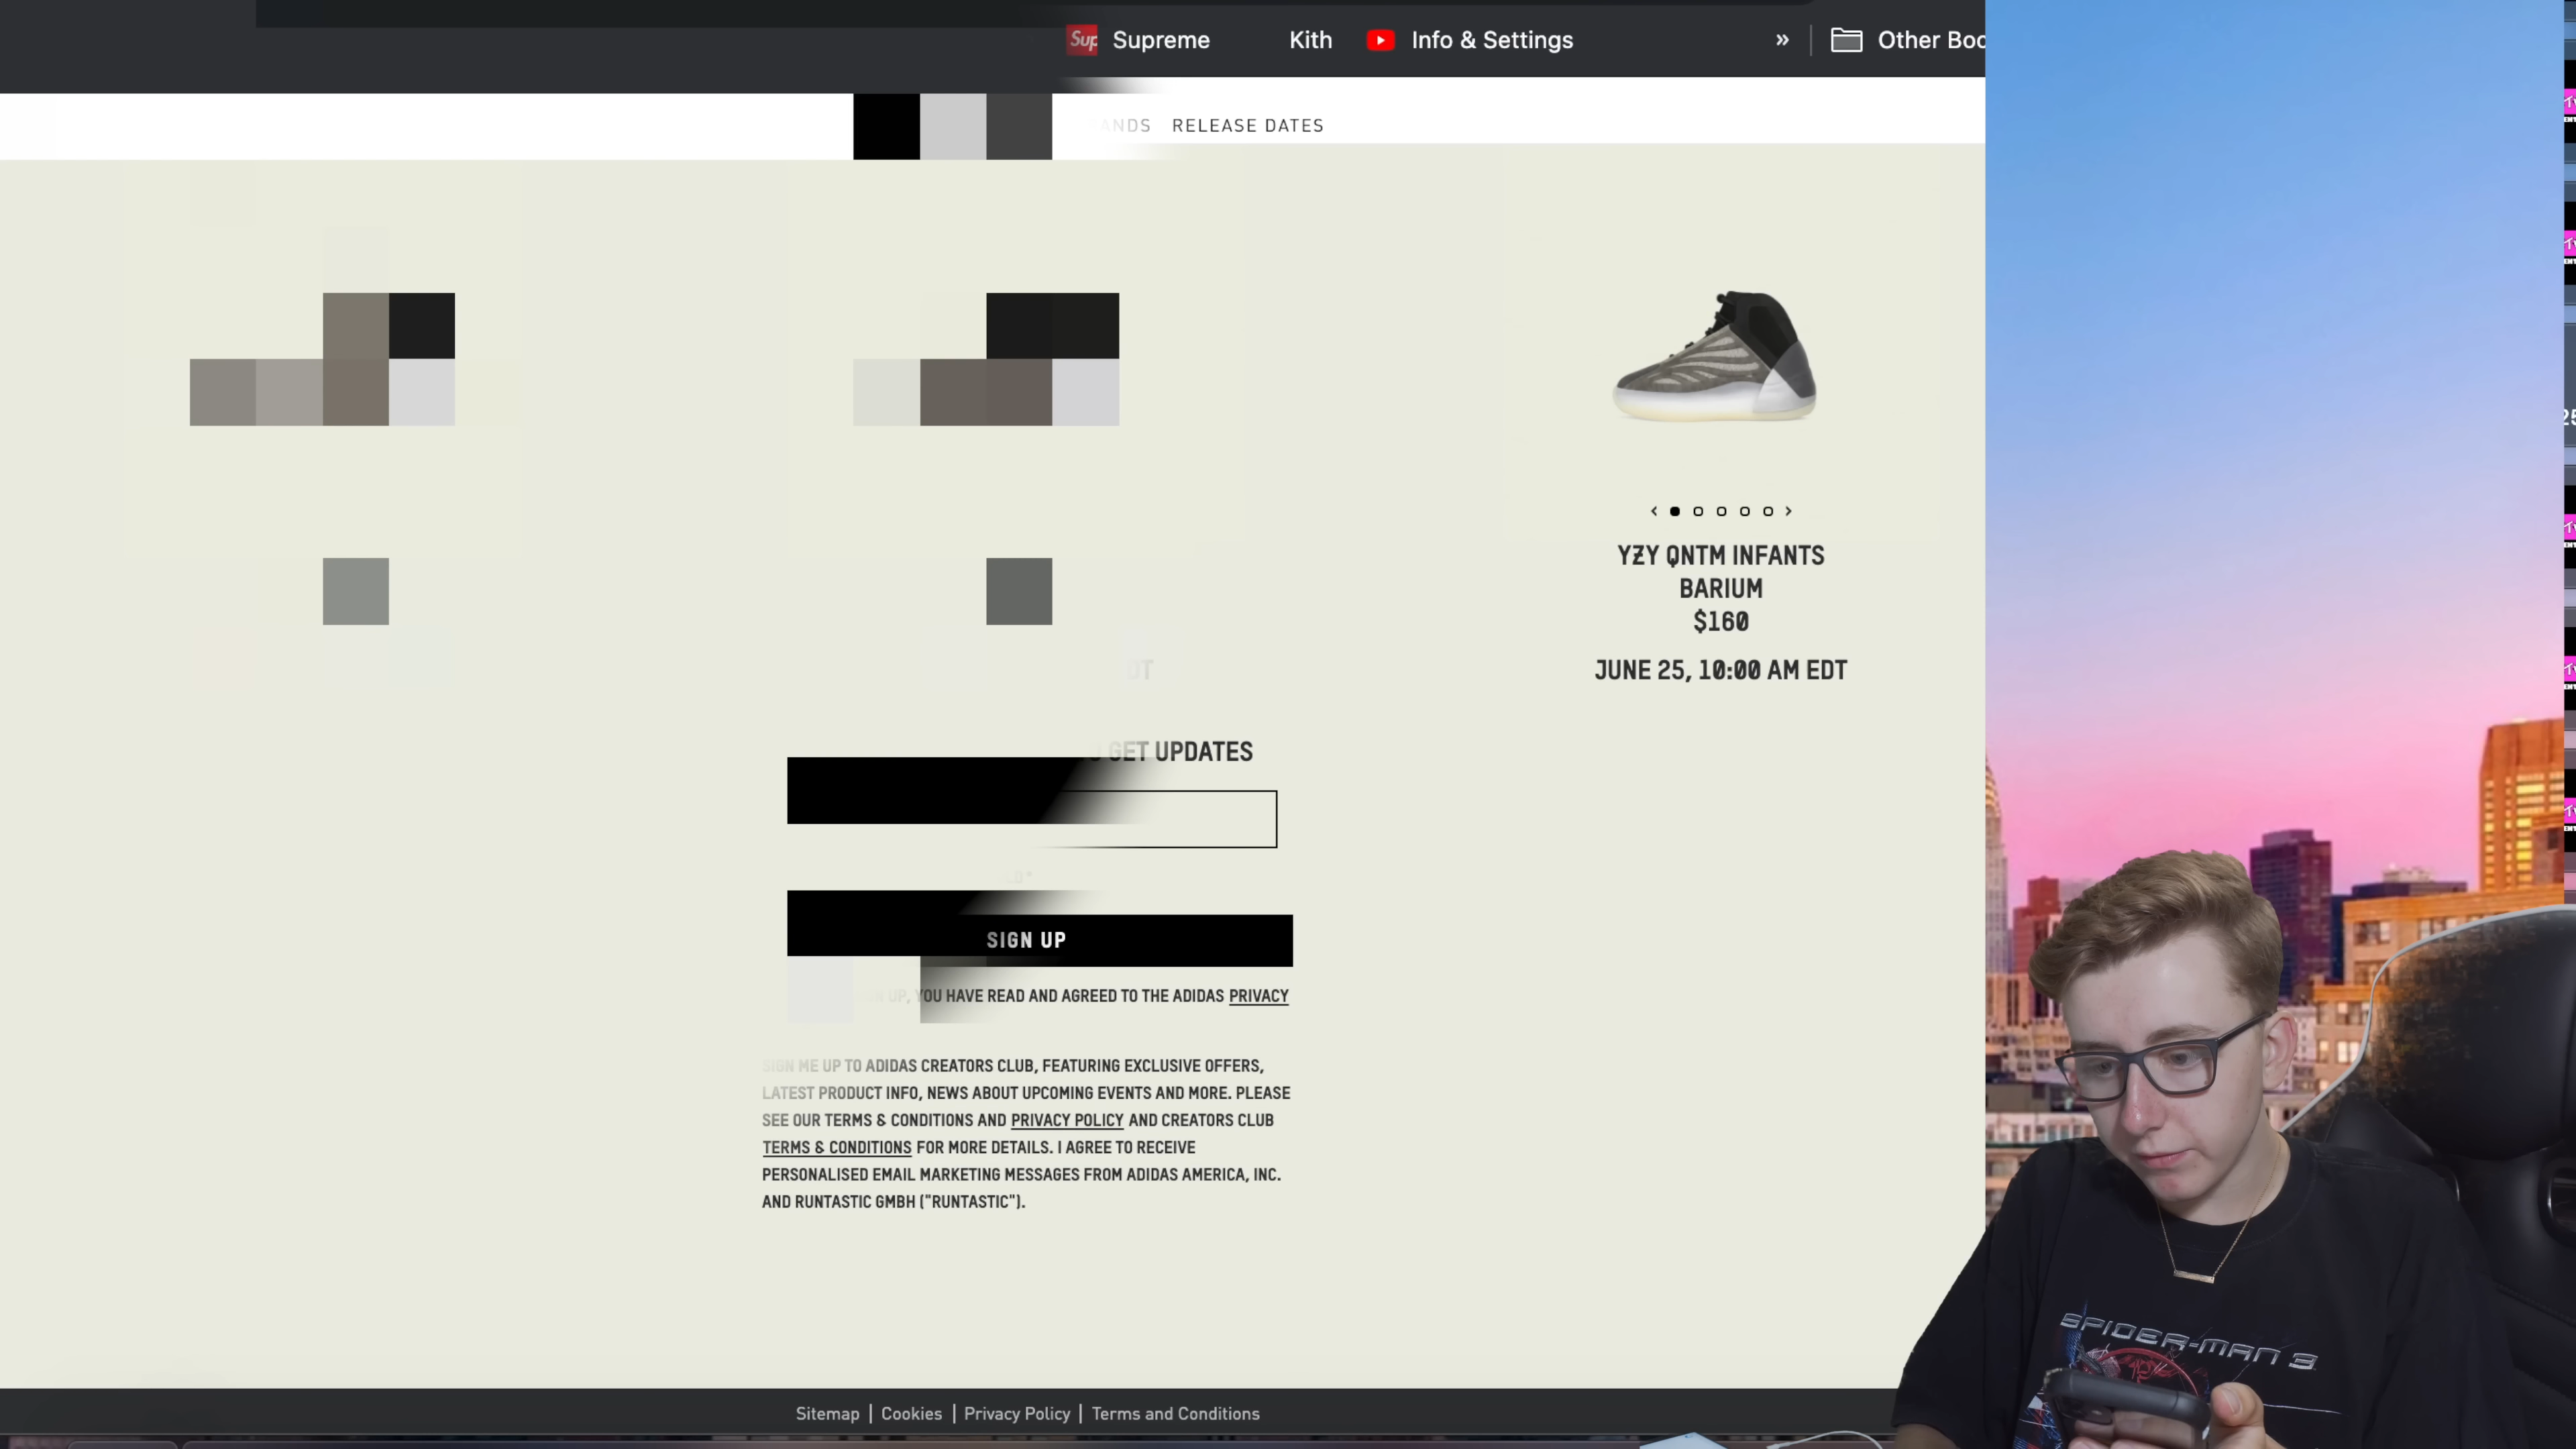 Sup Supreme Kith Info & Settings » Other Boo
ANDS RELEASE DATES
YZY QNTM INFANTS
BARIUM
$160
JUNE 25, 10:00 AM EDT
GET UPDATES
SIGN UP
UP, YOU HAVE READ AND AGREED TO THE ADIDAS PRIVACY
SIGN ME UP TO ADIDAS CREATORS CLUB, FEATURING EXCLUSIVE OFFERS,
LATEST PRODUCT INFO, NEWS ABOUT UPCOMING EVENTS AND MORE. PLEASE
SEE OUR TERMS & CONDITIONS AND PRIVACY POLICY AND CREATORS CLUB
TERMS & CONDITIONS FOR MORE DETAILS. I AGREE TO RECEIVE
PERSONALISED EMAIL MARKETING MESSAGES FROM ADIDAS AMERICA, INC.
AND RUNTASTIC GMBH ("RUNTASTIC").
Sitemap | Cookies | Privacy Policy | Terms and Conditions
SPIDER-MAN 3